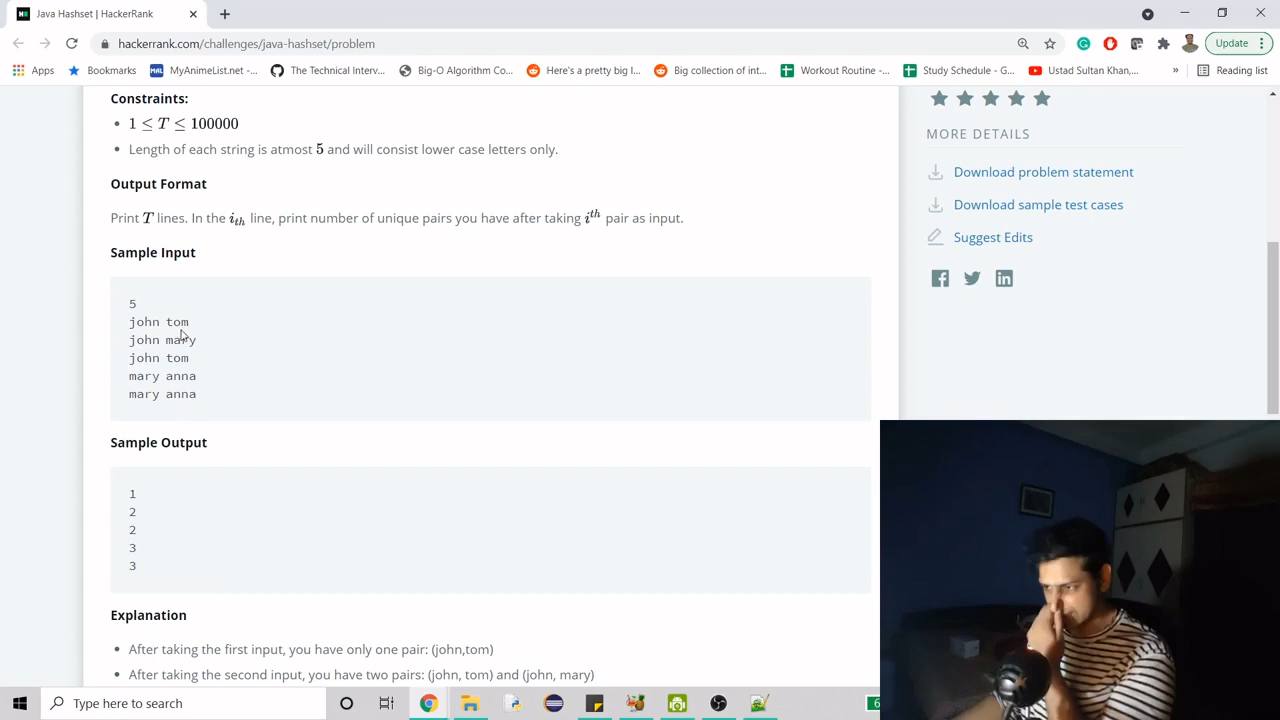 Java Hashset | HackerRank
hackerrank.com/challenges/java-hashset/problem
Update
Apps
Bookmarks
MyAnimeList.net -...
The Technical Interv...
Big-O Algorithm Co...
Here's a pretty big l...
Big collection of int...
Workout Routine -...
Study Schedule - G...
Ustad Sultan Khan,...
»
Reading list
Constraints:
• 1 ≤ T ≤ 100000
• Length of each string is atmost 5 and will consist lower case letters only.
Output Format
Print T lines. In the i_th line, print number of unique pairs you have after taking i^th pair as input.
Sample Input
5
john tom
john mary
john tom
mary anna
mary anna
Sample Output
1
2
2
3
3
Explanation
• After taking the first input, you have only one pair: (john,tom)
• After taking the second input, you have two pairs: (john, tom) and (john, mary)
MORE DETAILS
Download problem statement
Download sample test cases
Suggest Edits
Type here to search
6